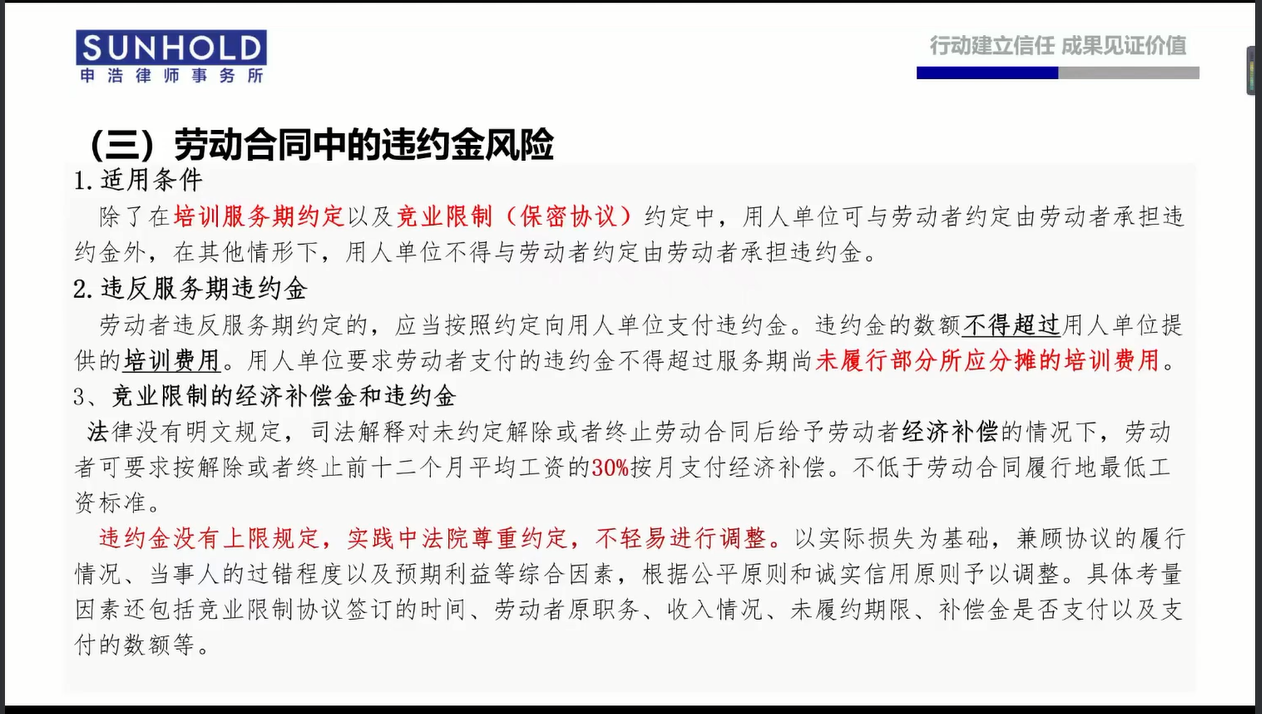 SUNHOLD
申浩律师事务所
行动建立信任 成果见证价值
（三）劳动合同中的违约金风险
1.适用条件
除了在培训服务期约定以及竞业限制（保密协议）约定中，用人单位可与劳动者约定由劳动者承担违
约金外，在其他情形下，用人单位不得与劳动者约定由劳动者承担违约金。
2.违反服务期违约金
劳动者违反服务期约定的，应当按照约定向用人单位支付违约金。违约金的数额不得超过用人单位提
供的培训费用。用人单位要求劳动者支付的违约金不得超过服务期尚未履行部分所应分摊的培训费用。
3、竞业限制的经济补偿金和违约金
法律没有明文规定，司法解释对未约定解除或者终止劳动合同后给予劳动者经济补偿的情况下，劳动
者可要求按解除或者终止前十二个月平均工资的30%按月支付经济补偿。不低于劳动合同履行地最低工
资标准。
违约金没有上限规定，实践中法院尊重约定，不轻易进行调整。以实际损失为基础，兼顾协议的履行
情况、当事人的过错程度以及预期利益等综合因素，根据公平原则和诚实信用原则予以调整。具体考量
因素还包括竞业限制协议签订的时间、劳动者原职务、收入情况、未履约期限、补偿金是否支付以及支
付的数额等。